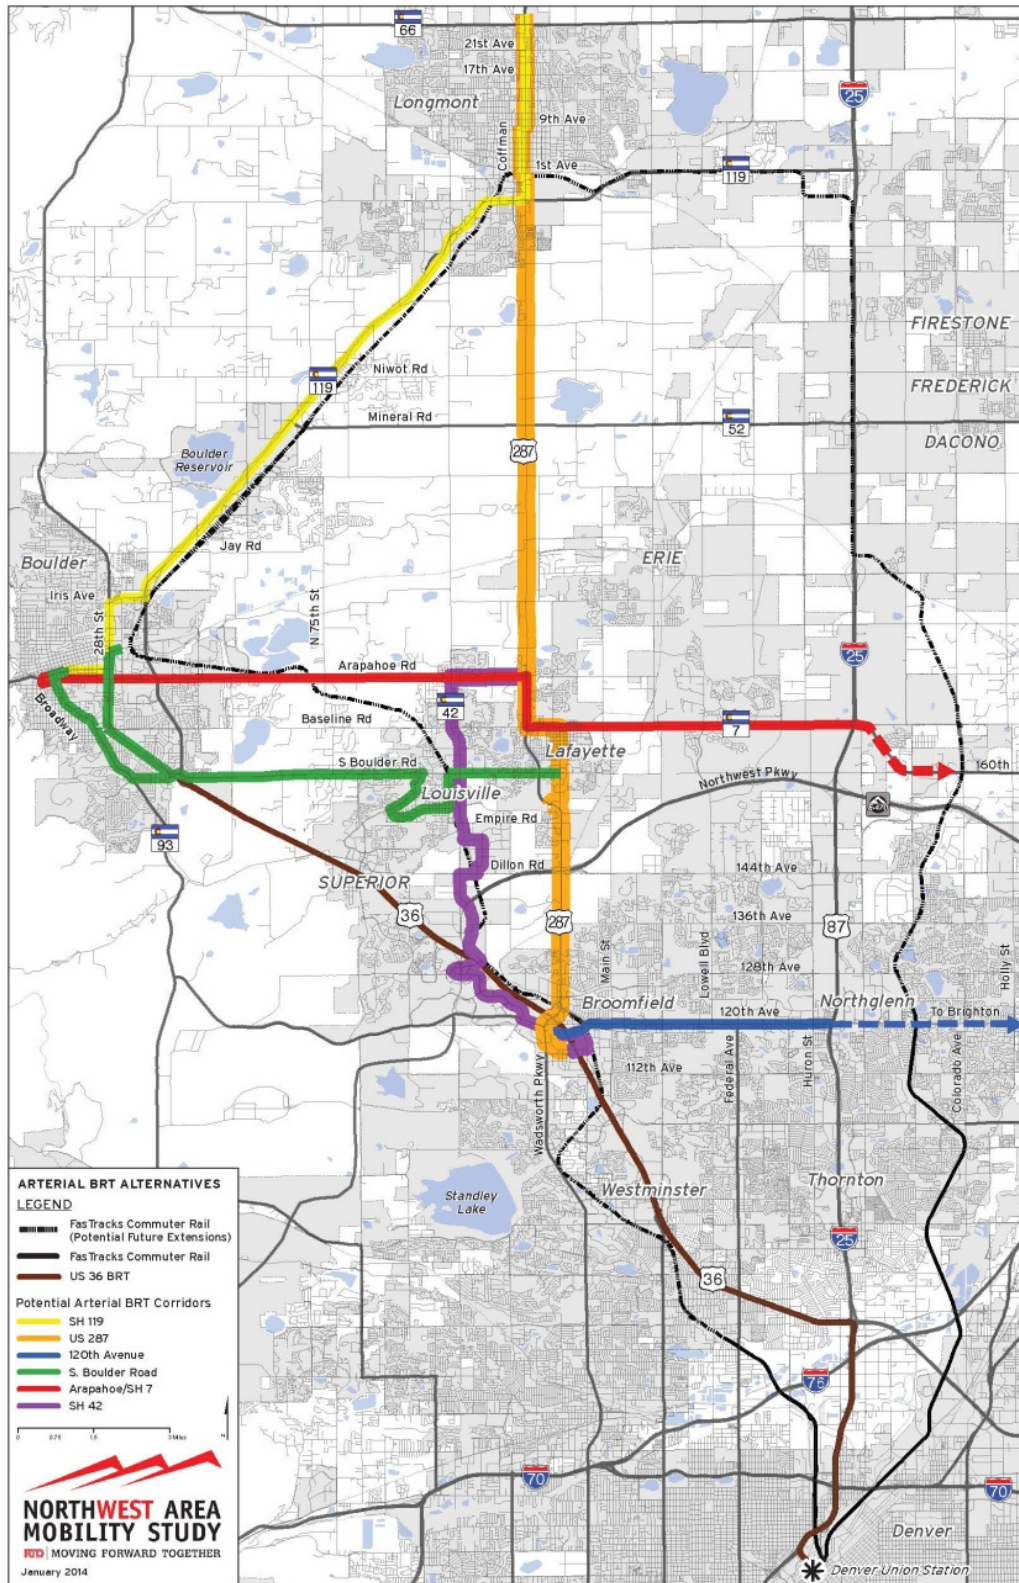 66
21st Ave
17th Ave
Longmont
25
9th Ave
Coffman
1st Ave
119
FIRESTONE
Niwot Rd
119
FREDERICK
Mineral Rd
52
DACONO
287
Boulder
Reservoir
Jay Rd
ERIE
Boulder
Iris Ave
28th St
N 75th St
25
Arapahoe Rd
Broadway
42
Baseline Rd
7
Lafayette
S Boulder Rd
160th
Northwest Pkwy
Louisville
Empire Rd
93
Dillon Rd
144th Ave
SUPERIOR
36
287
136th Ave
87
Main St
Lowell Blvd
128th Ave
Holly St
Broomfield
Northglenn
120th Ave
To Brighton
Wadsworth Pkwy
112th Ave
Federal Ave
Huron St
Colorado Ave
Standley
Lake
Westminster
Thornton
25
36
76
70
70
Denver
Denver Union Station
ARTERIAL BRT ALTERNATIVES
LEGEND
FasTracks Commuter Rail
(Potential Future Extensions)
FasTracks Commuter Rail
US 36 BRT
Potential Arterial BRT Corridors
SH 119
US 287
120th Avenue
S. Boulder Road
Arapahoe/SH 7
SH 42
0 0.75 1.5
NORTHWEST AREA
MOBILITY STUDY
RTD MOVING FORWARD TOGETHER
January 2014